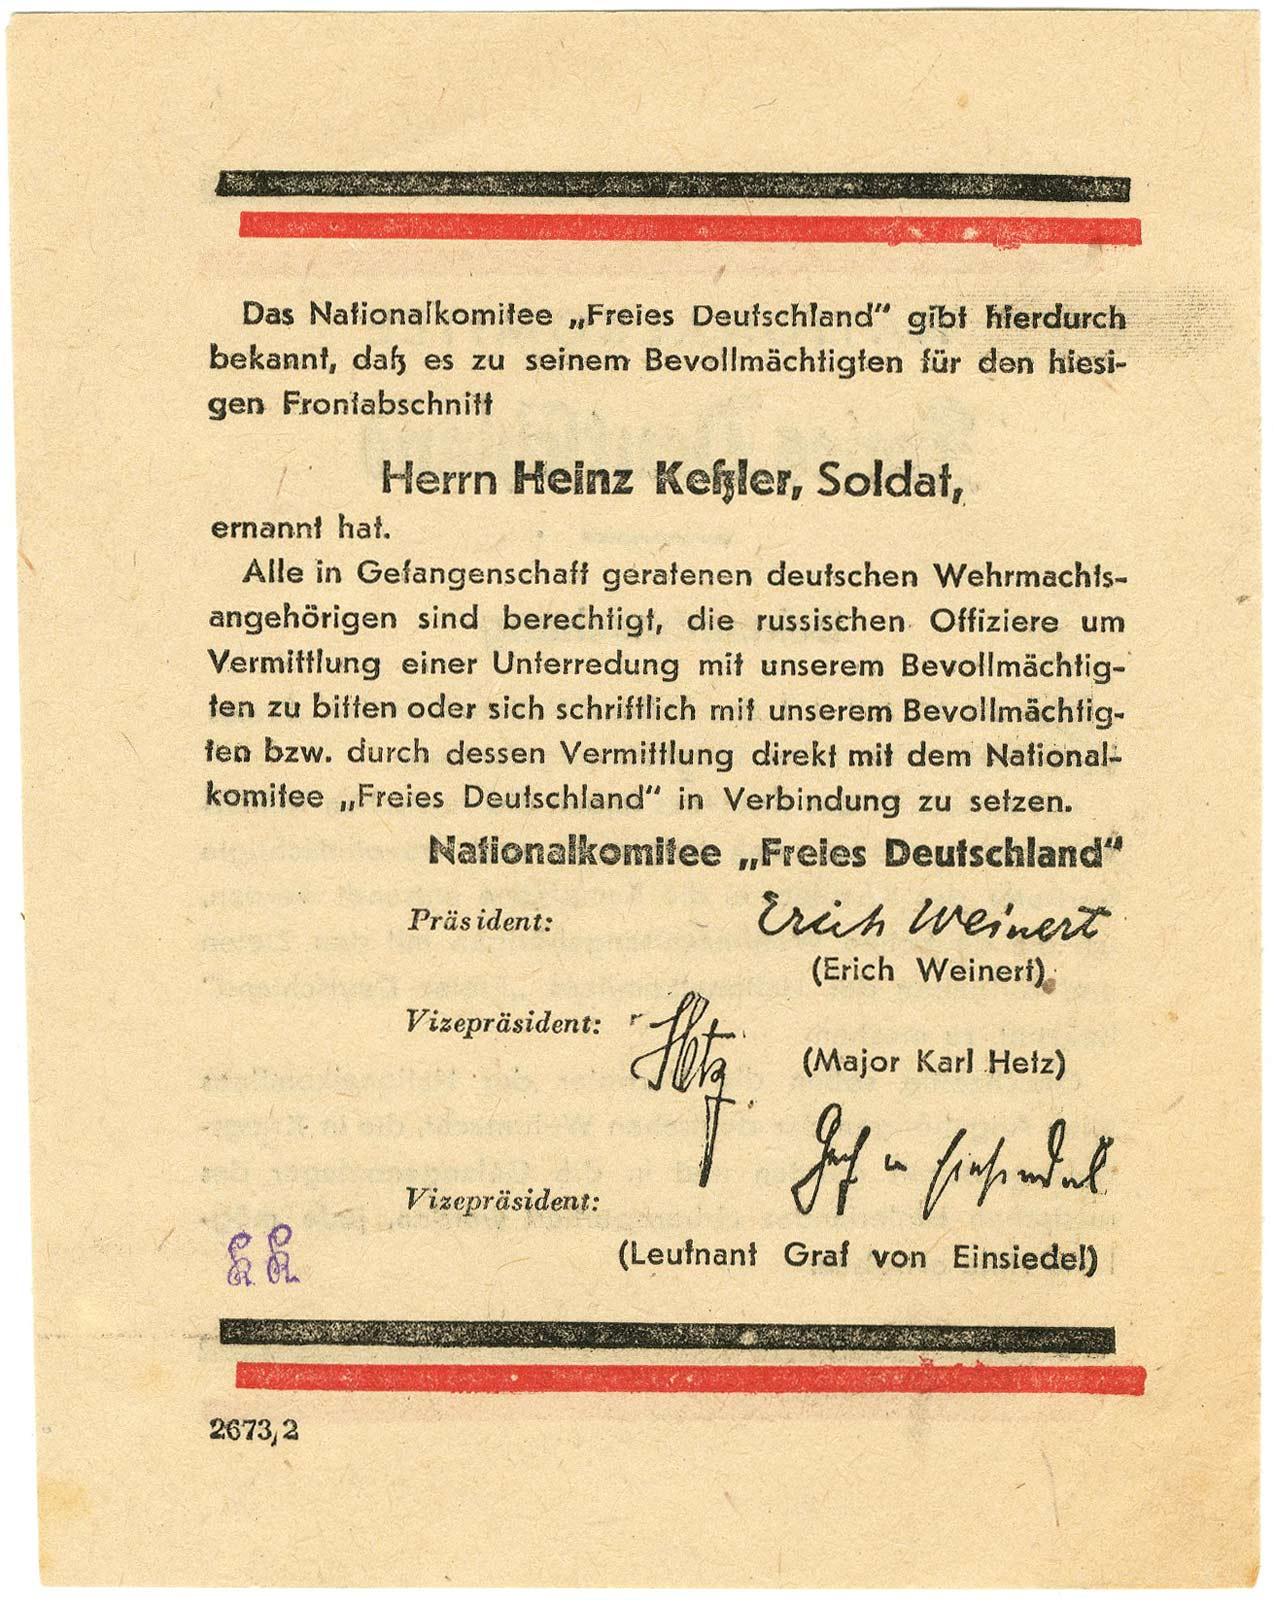 Das Nationalkomitee „Freies Deutschland“ gibt hierdurch
bekannt, daß es zu seinem Bevollmächtigten für den hiesi-
gen Frontabschnitt
Herrn Heinz Keßler, Soldat,
ernannt hat.
Alle in Gefangenschaft geratenen deutschen Wehrmachts-
angehörigen sind berechtigt, die russischen Offiziere um
Vermittlung einer Unterredung mit unserem Bevollmächtig-
ten zu bitten oder sich schriftlich mit unserem Bevollmächtig-
ten bzw. durch dessen Vermittlung direkt mit dem National-
komitee „Freies Deutschland“ in Verbindung zu setzen.
Nationalkomitee „Freies Deutschland“
Präsident: Erich Weinert
(Erich Weinert)
Vizepräsident: Hetz
(Major Karl Hetz)
Graf v Einsiedel
Vizepräsident:
(Leutnant Graf von Einsiedel)
2673,2